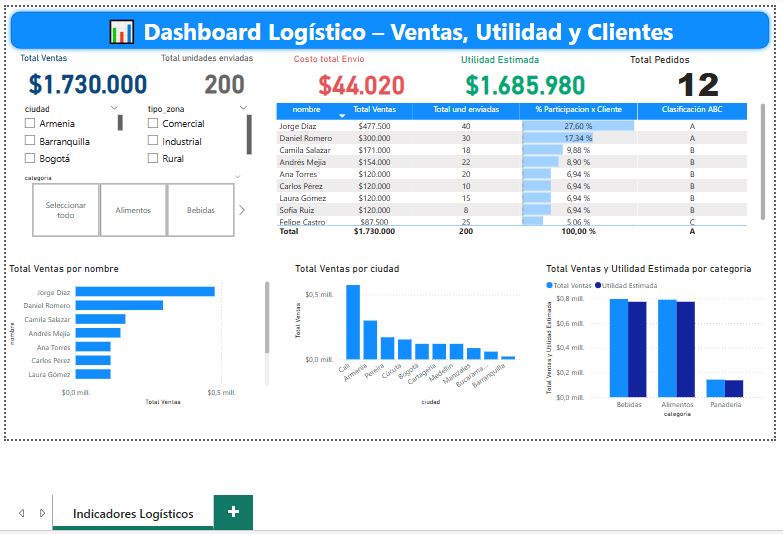 Dashboard Logístico – Ventas, Utilidad y Clientes
Total Ventas
$1.730.000
Total unidades enviadas
200
Costo total Envio
$44.020
Utilidad Estimada
$1.685.980
Total Pedidos
12
ciudad
Armenia
Barranquilla
Bogotá
tipo_zona
Comercial
Industrial
Rural
categoria
Seleccionar todo
Alimentos
Bebidas
nombre Total Ventas Total und enviadas % Participacion x Cliente Clasificación ABC
Jorge Díaz $477.500 40 27,60 % A
Daniel Romero $300.000 30 17,34 % A
Camila Salazar $171.000 18 9,88 % B
Andrés Mejía $154.000 22 8,90 % B
Ana Torres $120.000 20 6,94 % B
Carlos Pérez $120.000 10 6,94 % B
Laura Gómez $120.000 15 6,94 % B
Sofía Ruiz $120.000 8 6,94 % B
Felipe Castro $87.500 25 5,06 % C
Total $1.730.000 200 100,00 % A
Total Ventas por nombre
nombre
Jorge Díaz
Daniel Romero
Camila Salazar
Andrés Mejía
Ana Torres
Carlos Pérez
Laura Gómez
$0,0 mill. $0,5 mill.
Total Ventas
Total Ventas por ciudad
Total Ventas
$0,5 mill.
$0,0 mill.
Cali Armenia Pereira Cúcuta Bogotá Cartagena Medellín Manizales Bucarama... Barranquilla
ciudad
Total Ventas y Utilidad Estimada por categoria
Total Ventas Utilidad Estimada
Total Ventas y Utilidad Estimada
$0,8 mill.
$0,6 mill.
$0,4 mill.
$0,2 mill.
$0,0 mill.
Bebidas Alimentos Panaderia
categoria
Indicadores Logísticos
+